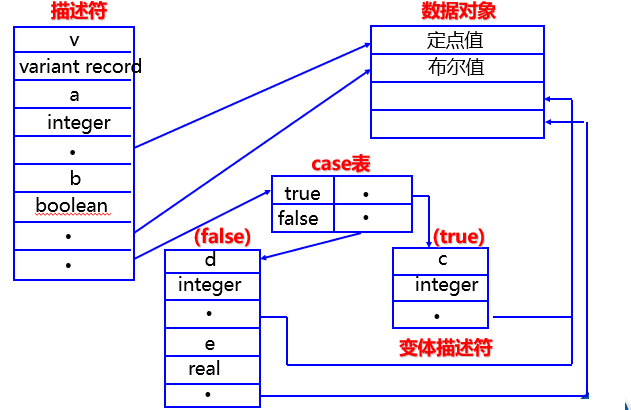 描述符
v
variant record
a
integer
•
b
boolean
•
•
数据对象
定点值
布尔值
case表
true •
false •
(false)
d
integer
•
e
real
•
(true)
c
integer
•
变体描述符